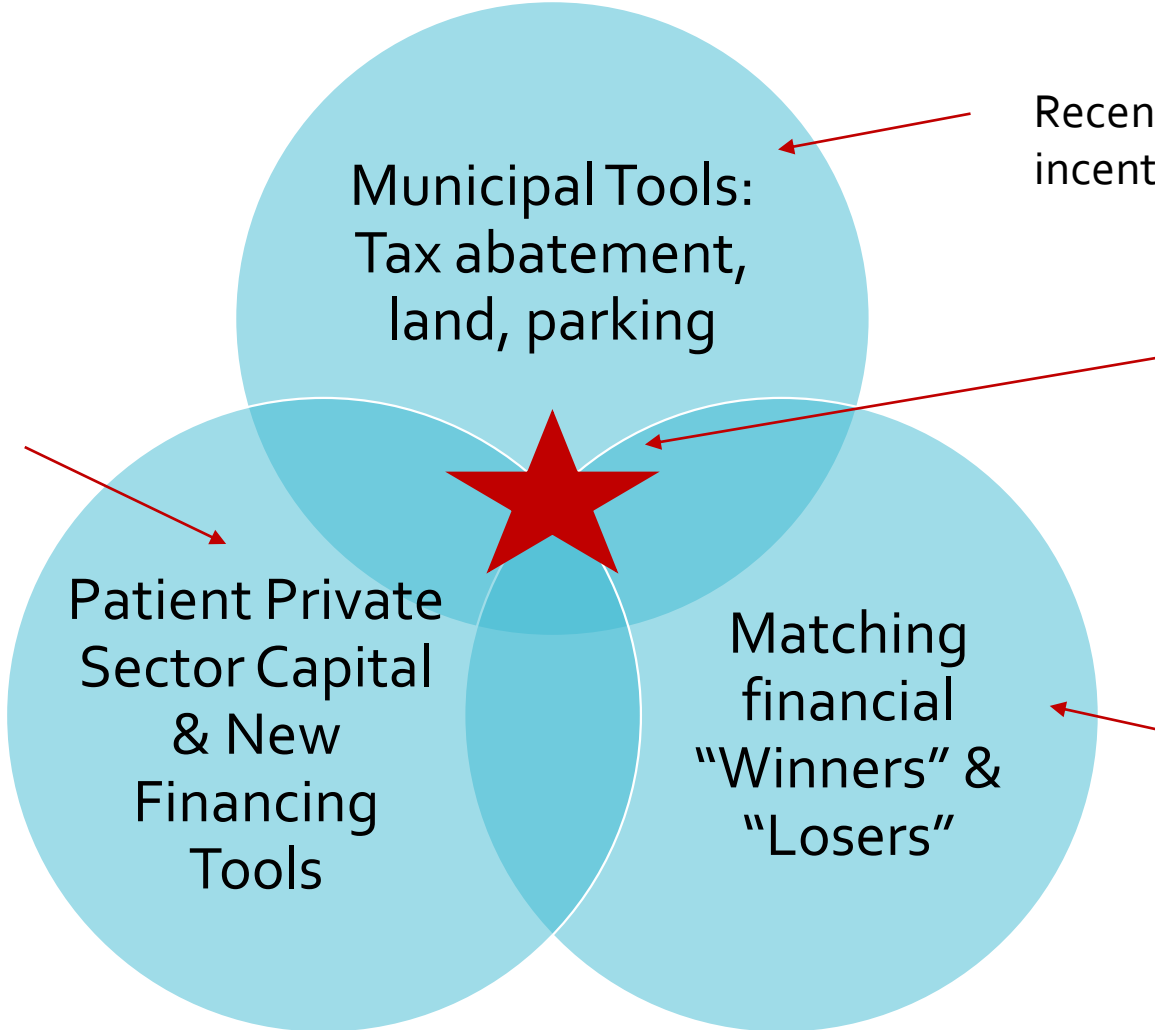 Municipal Tools:
Tax abatement,
land, parking
Patient Private
Sector Capital
& New
Financing
Tools
Matching
financial
“Winners” &
“Losers”